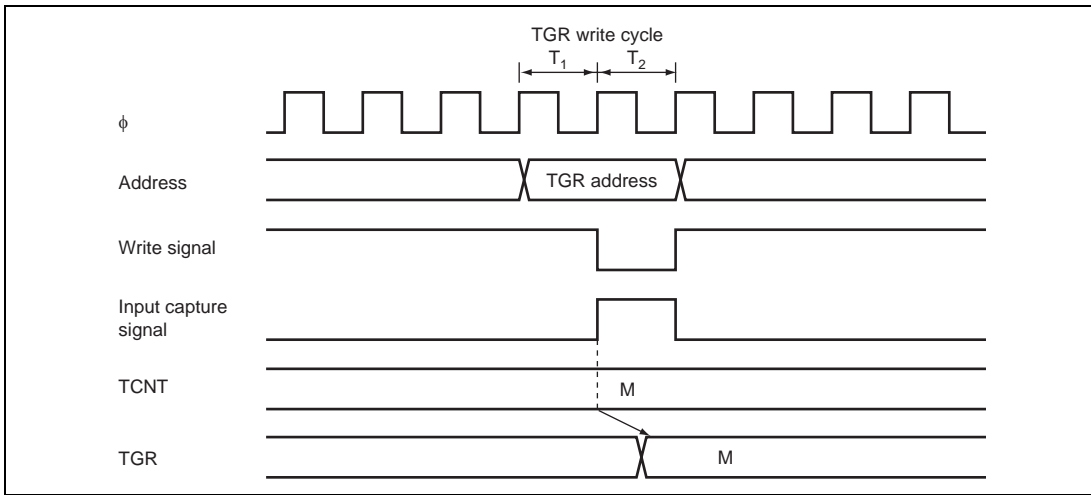 TGR write cycle
T1 T2
ϕ
Address
TGR address
Write signal
Input capture
signal
TCNT
M
TGR
M